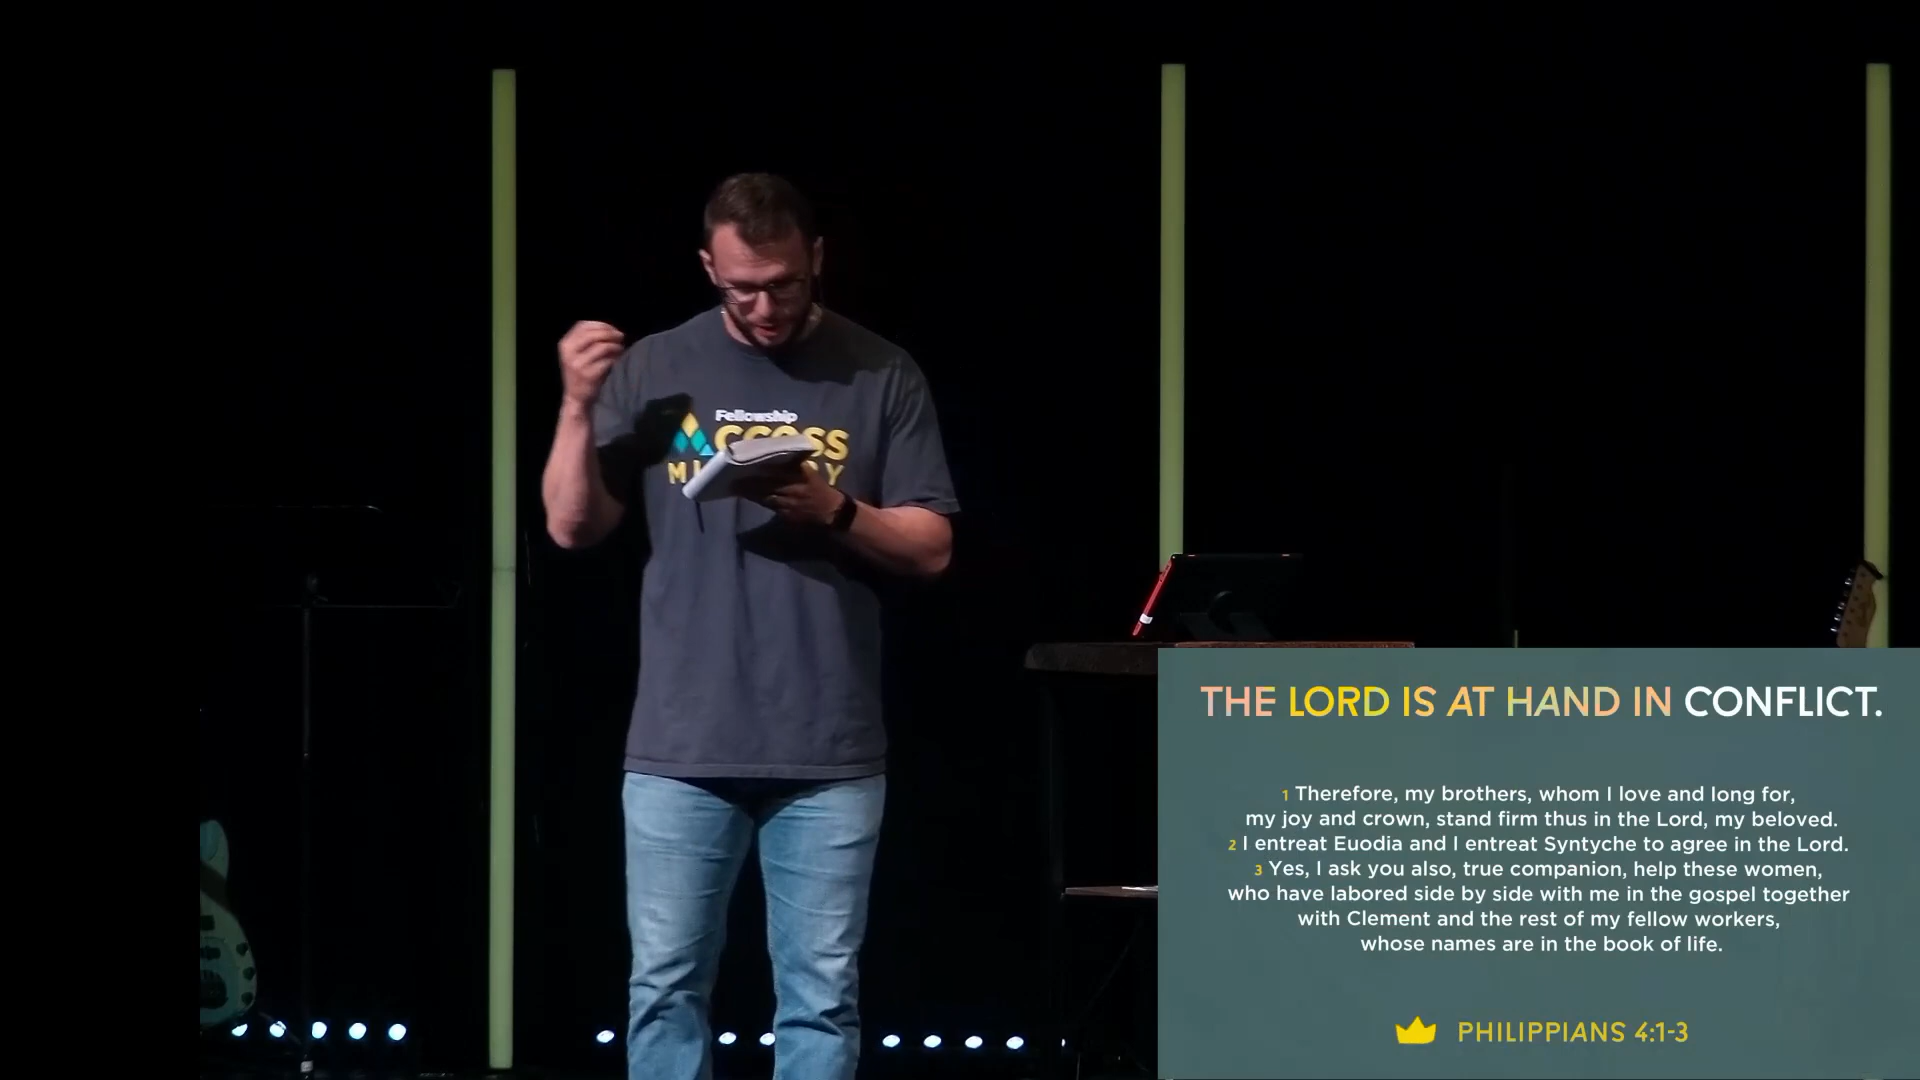 Fellowship
ACCESS
THE LORD IS AT HAND IN CONFLICT.
1 Therefore, my brothers, whom I love and long for,
my joy and crown, stand firm thus in the Lord, my beloved.
2 I entreat Euodia and I entreat Syntyche to agree in the Lord.
3 Yes, I ask you also, true companion, help these women,
who have labored side by side with me in the gospel together
with Clement and the rest of my fellow workers,
whose names are in the book of life.
PHILIPPIANS 4:1-3